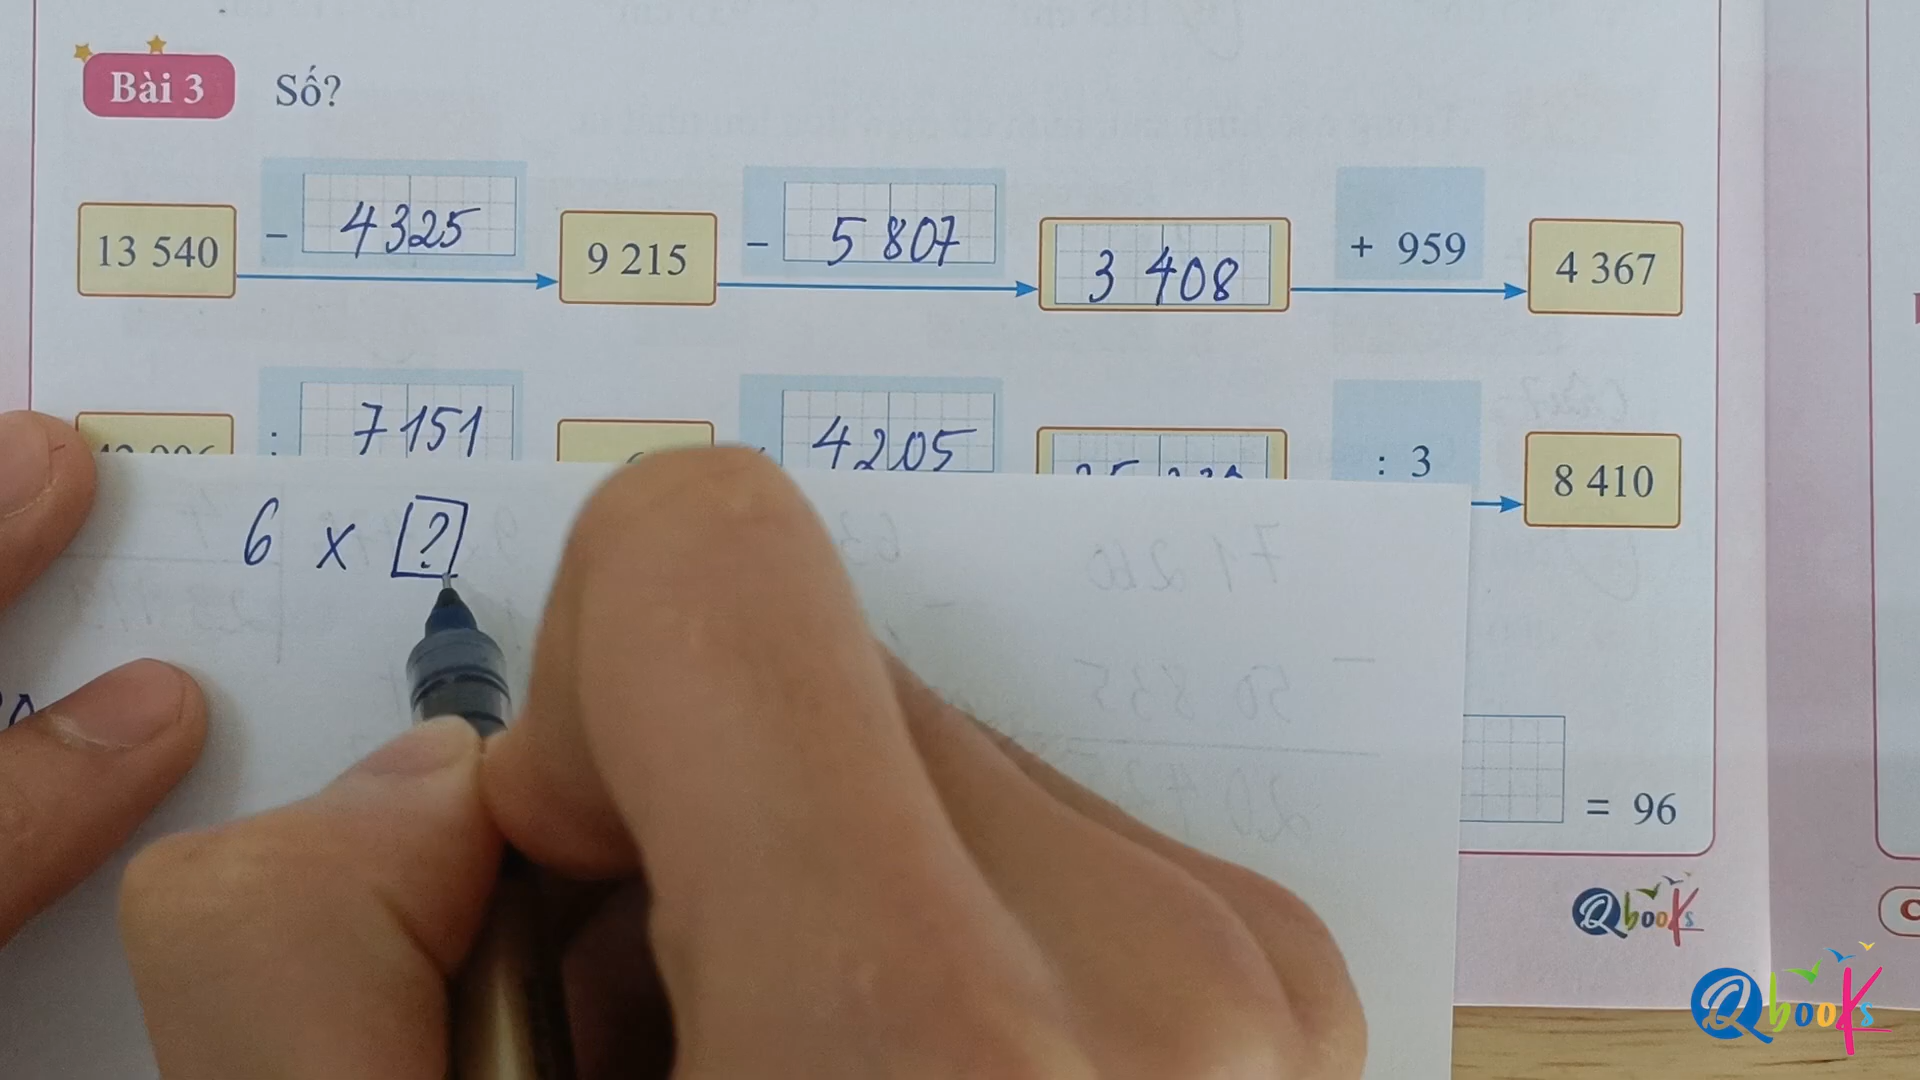 Bài 3 Số?
13 540 - 4325 9 215 - 5 807 3 408 + 959 4 367
: 7151 4205 : 3 8 410
6 x ?
= 96
Qbooks
Qbooks